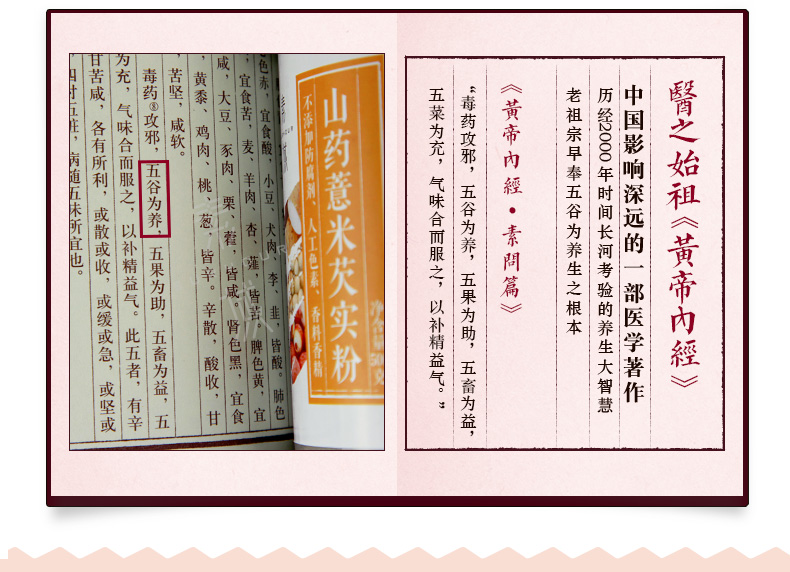 醫之始祖《黃帝內經》
中国影响深远的一部医学著作
历经2000年时间长河考验的养生大智慧
老祖宗早奉五谷为养生之根本
《黃帝內經·素問篇》
“毒药攻邪，五谷为养，五果为助，五畜为益，
五菜为充，气味合而服之，以补精益气。”
山药薏米芡实粉
不添加防腐剂、人工色素、香料香精
色赤，宜食酸，小豆、犬肉、李、韭，皆酸。肺色
，宜食苦，麦、羊肉、杏、薤，皆苦。脾色黄，宜
咸，大豆、豕肉、栗、藿，皆咸。肾色黑，宜食
黄黍、鸡肉、桃、葱，皆辛。辛散，酸收，甘
苦坚，咸软。
毒药⑧攻邪，五谷为养，五果为助，五畜为益，五
为充，气味合而服之，以补精益气。此五者，有辛
甘苦咸，各有所利，或散或收，或缓或急，或坚或
四时五脏，病随五味所宜也。